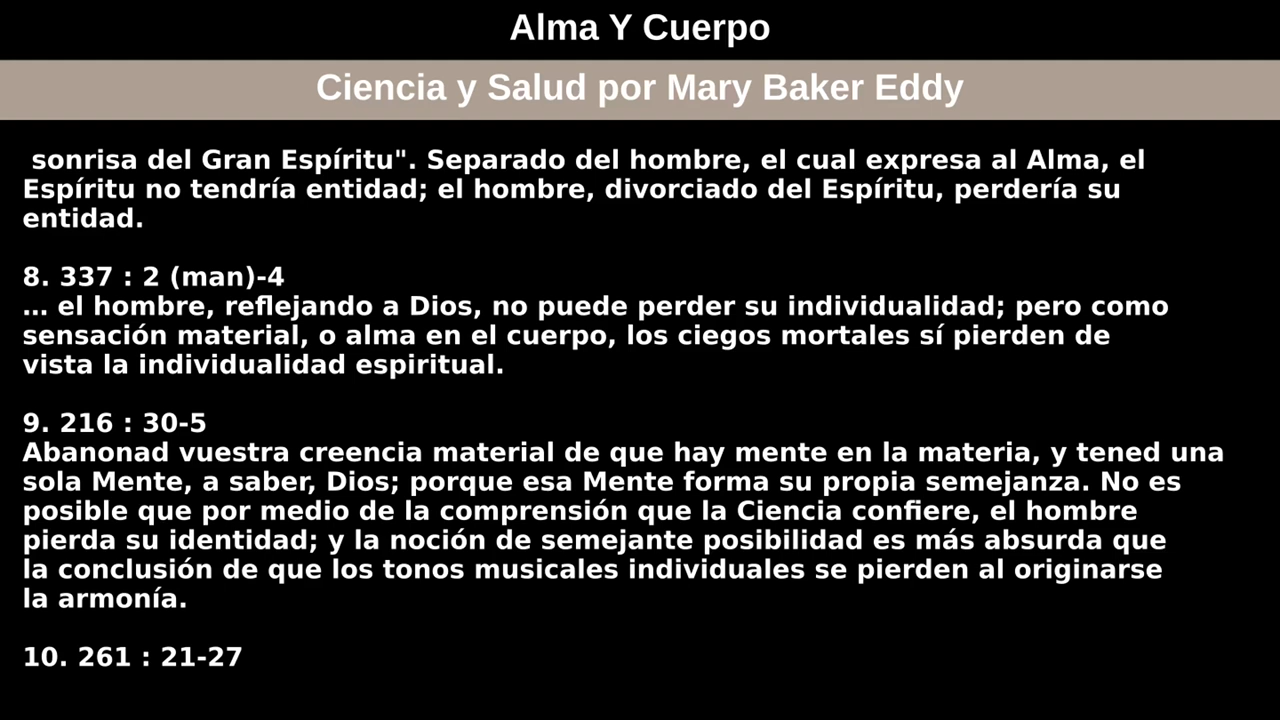 Alma Y Cuerpo
Ciencia y Salud por Mary Baker Eddy
sonrisa del Gran Espíritu". Separado del hombre, el cual expresa al Alma, el
Espíritu no tendría entidad; el hombre, divorciado del Espíritu, perdería su
entidad.
8. 337 : 2 (man)-4
… el hombre, reflejando a Dios, no puede perder su individualidad; pero como
sensación material, o alma en el cuerpo, los ciegos mortales sí pierden de
vista la individualidad espiritual.
9. 216 : 30-5
Abanonad vuestra creencia material de que hay mente en la materia, y tened una
sola Mente, a saber, Dios; porque esa Mente forma su propia semejanza. No es
posible que por medio de la comprensión que la Ciencia confiere, el hombre
pierda su identidad; y la noción de semejante posibilidad es más absurda que
la conclusión de que los tonos musicales individuales se pierden al originarse
la armonía.
10. 261 : 21-27